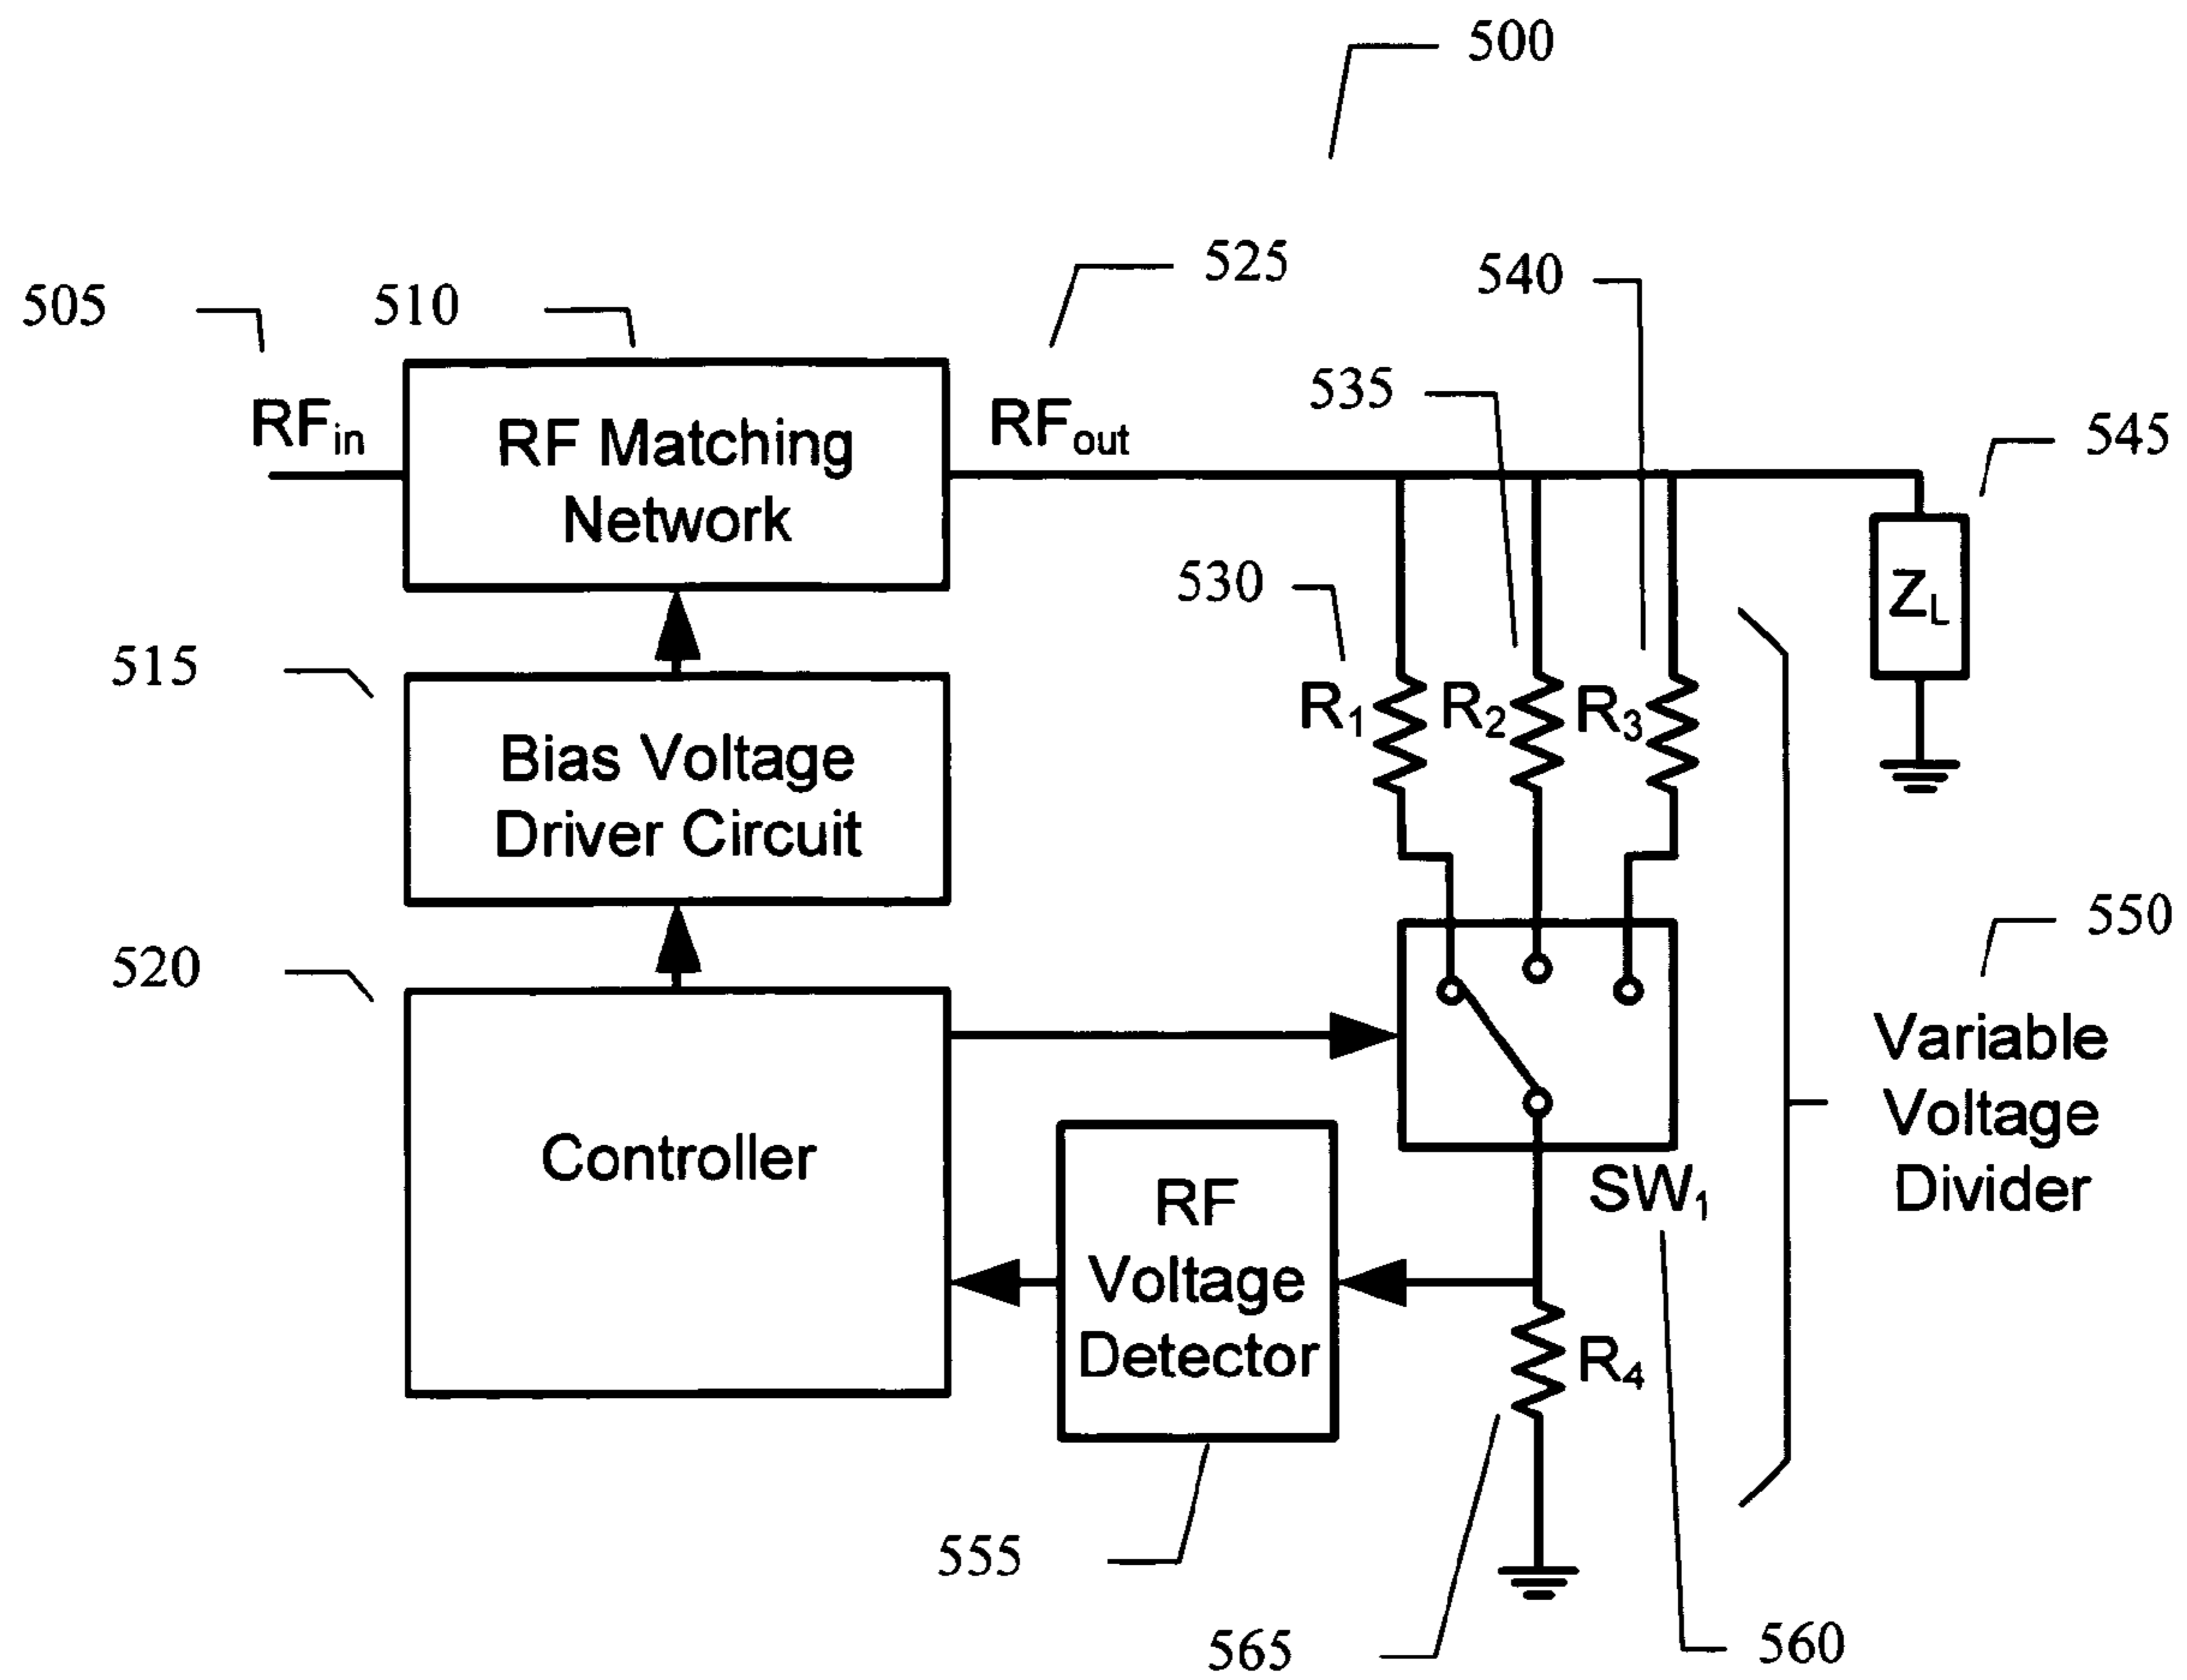 500
525
540
505
510
535
545
RFin
RF Matching
Network
RFout
530
ZL
515
R1
R2
R3
Bias Voltage
Driver Circuit
550
520
Variable
Voltage
Divider
Controller
SW1
RF
Voltage
Detector
R4
555
565
560